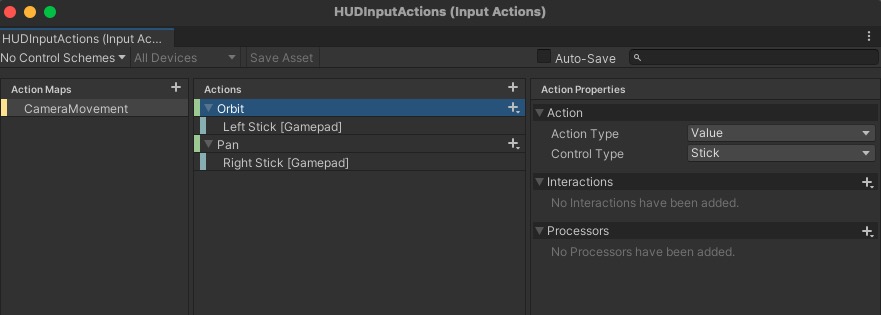 HUDInputActions (Input Actions)
HUDInputActions (Input Ac...
No Control Schemes All Devices Save Asset Auto-Save
Action Maps
CameraMovement
Actions
Orbit
Left Stick [Gamepad]
Pan
Right Stick [Gamepad]
Action Properties
Action
Action Type Value
Control Type Stick
Interactions
No Interactions have been added.
Processors
No Processors have been added.